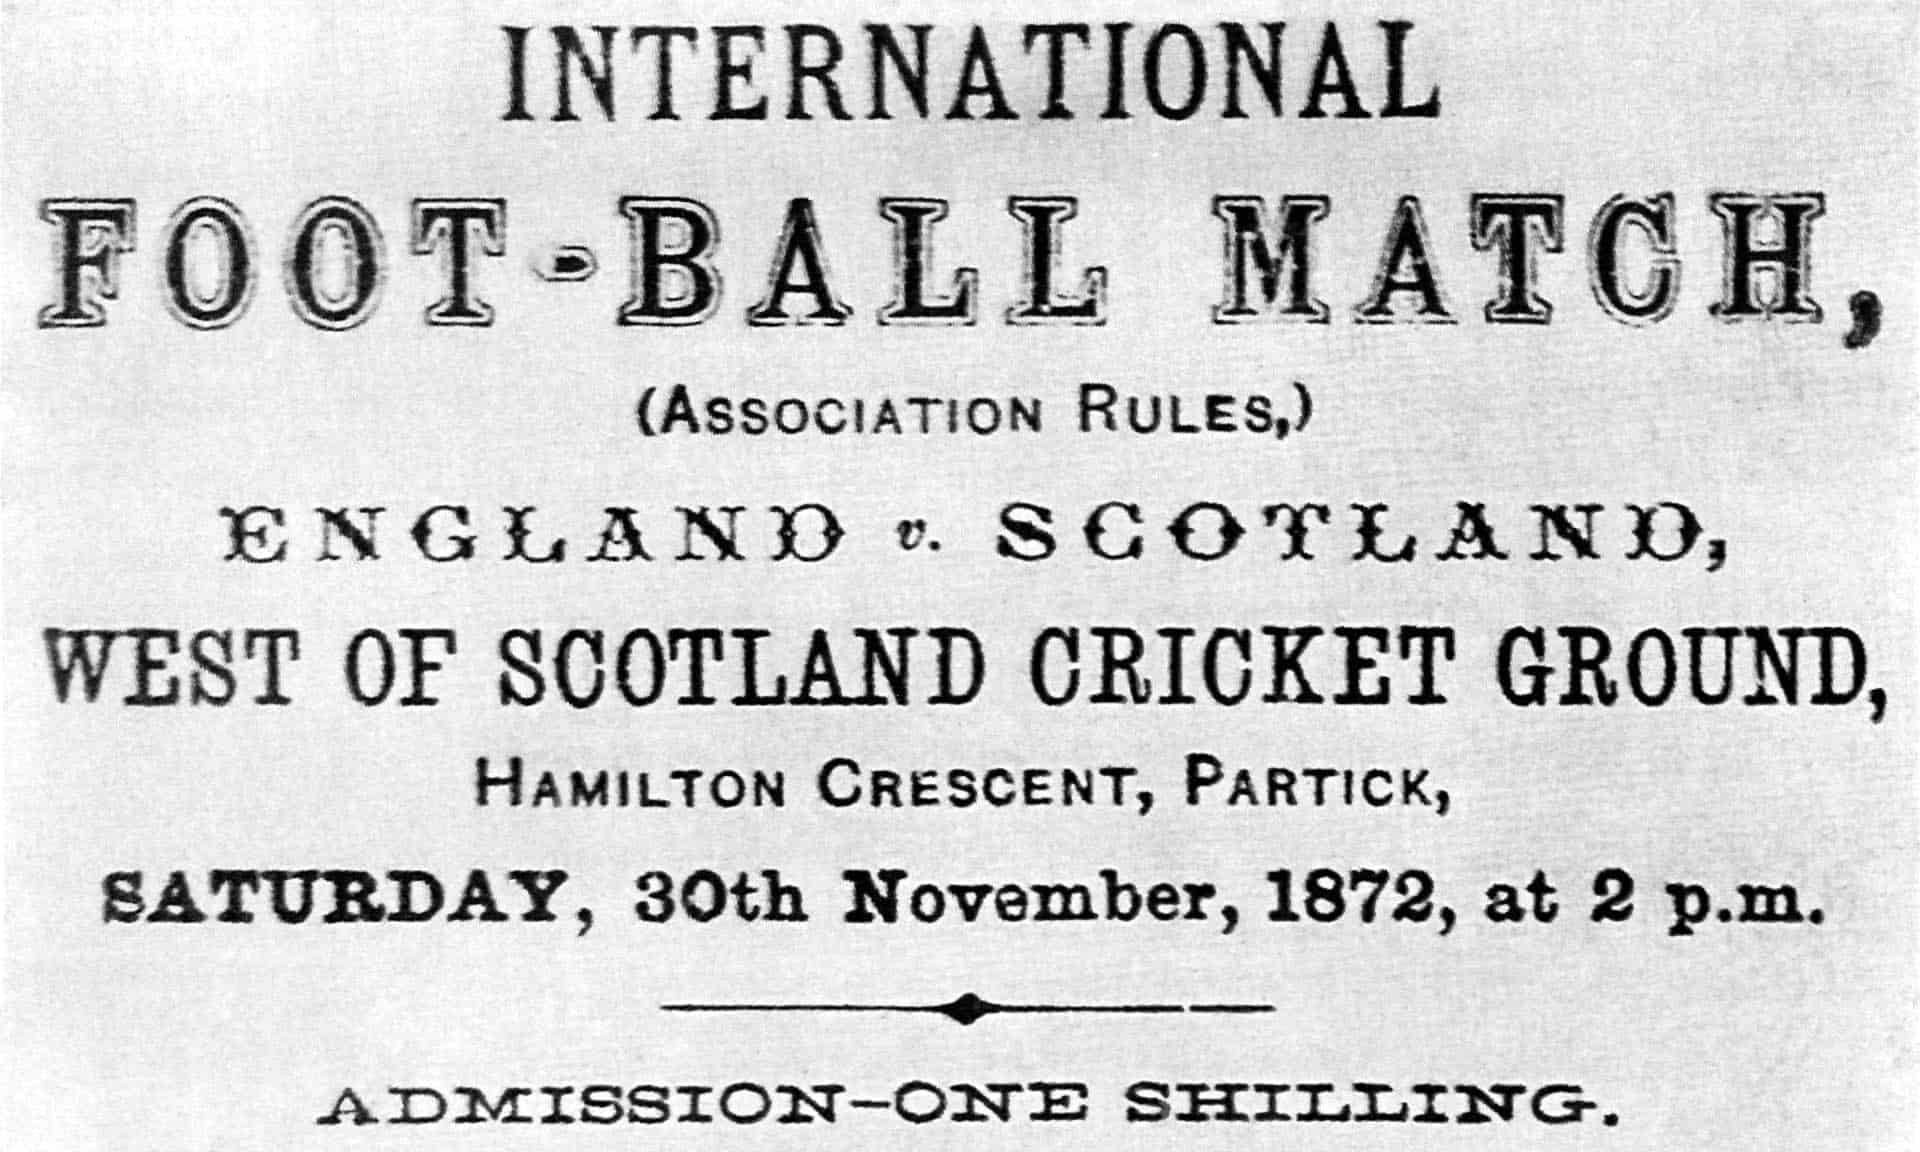 INTERNATIONAL
FOOT-BALL MATCH,
(ASSOCIATION RULES,)
ENGLAND v. SCOTLAND,
WEST OF SCOTLAND CRICKET GROUND,
HAMILTON CRESCENT, PARTICK,
SATURDAY, 30th November, 1872, at 2 p.m.
ADMISSION-ONE SHILLING.